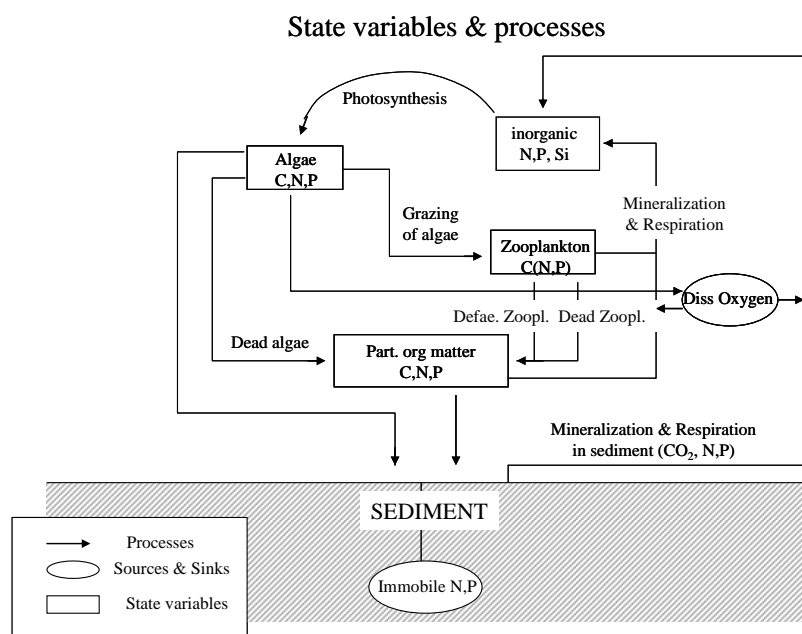 State variables & processes
Photosynthesis
inorganic
N,P, Si
Algae
C,N,P
Mineralization
& Respiration
Grazing
of algae
Zooplankton
C(N,P)
Diss Oxygen
Defae. Zoopl.
Dead Zoopl.
Dead algae
Part. org matter
C,N,P
Mineralization & Respiration
in sediment (CO₂, N,P)
SEDIMENT
Processes
Sources & Sinks
State variables
Immobile N,P